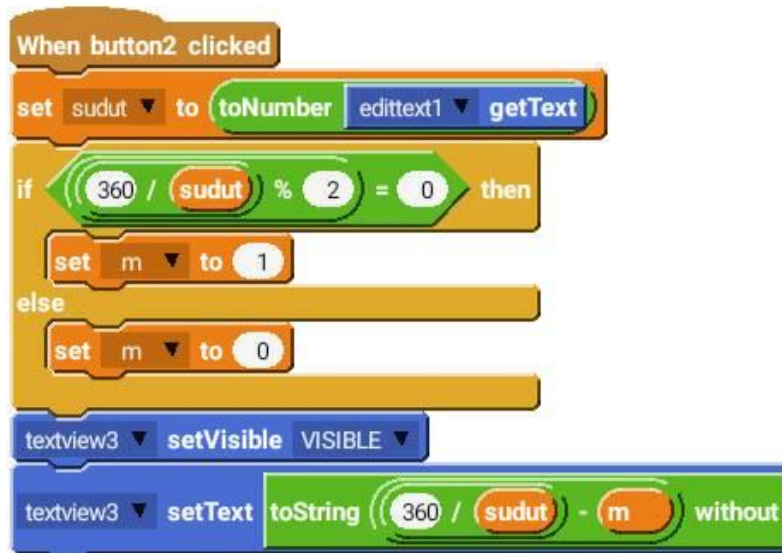 When button2 clicked
set sudut to toNumber edittext1 getText
if 360 / sudut % 2 = 0 then
set m to 1
else
set m to 0
textview3 setVisible VISIBLE
textview3 setText toString 360 / sudut - m without